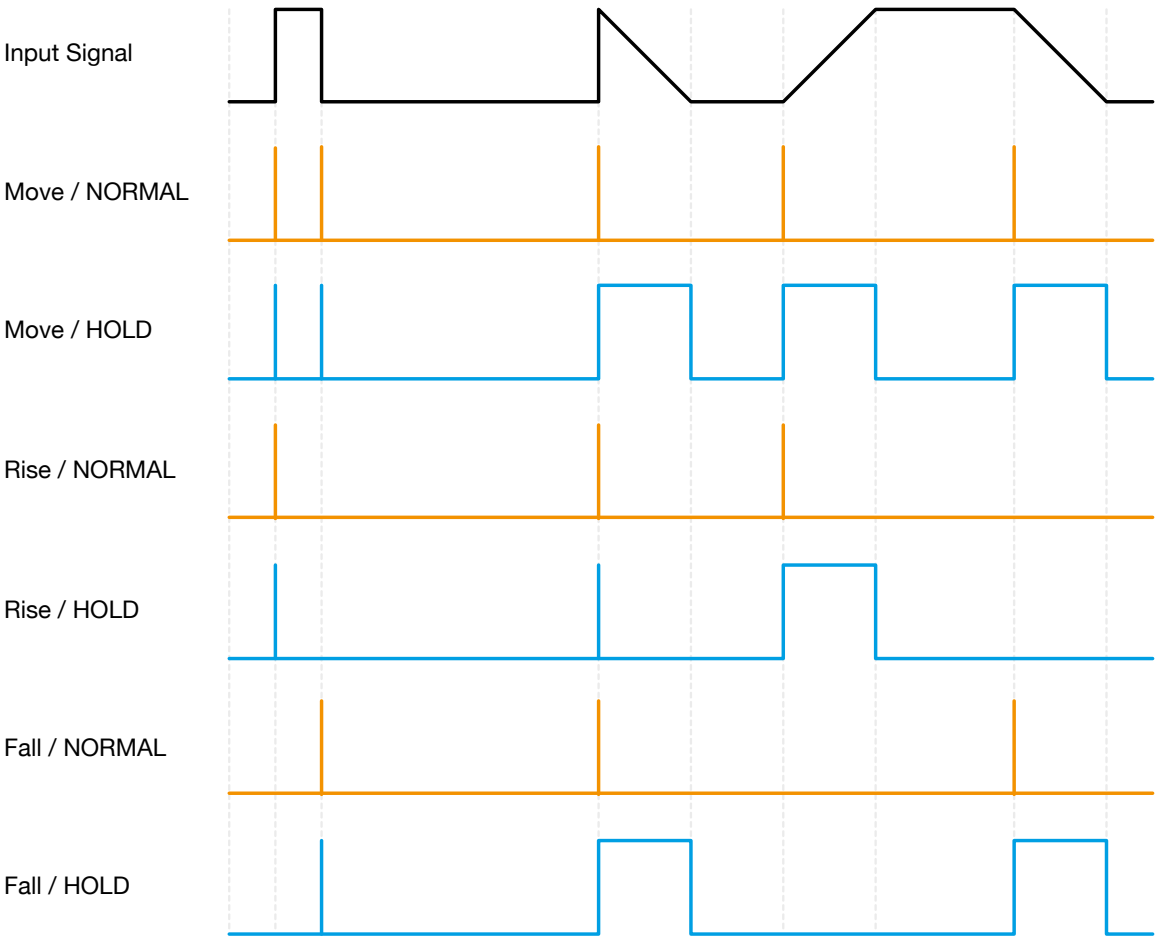 Input Signal
Move / NORMAL
Move / HOLD
Rise / NORMAL
Rise / HOLD
Fall / NORMAL
Fall / HOLD